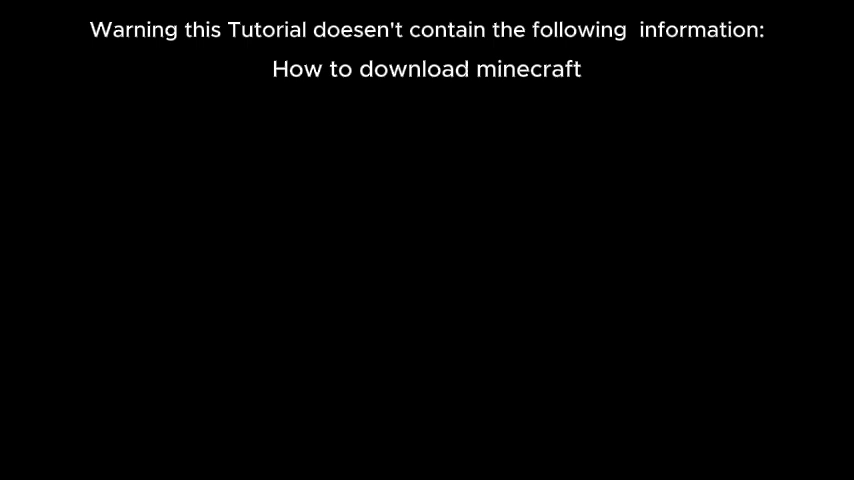 Warning this Tutorial doesen't contain the following  information:
How to download minecraft